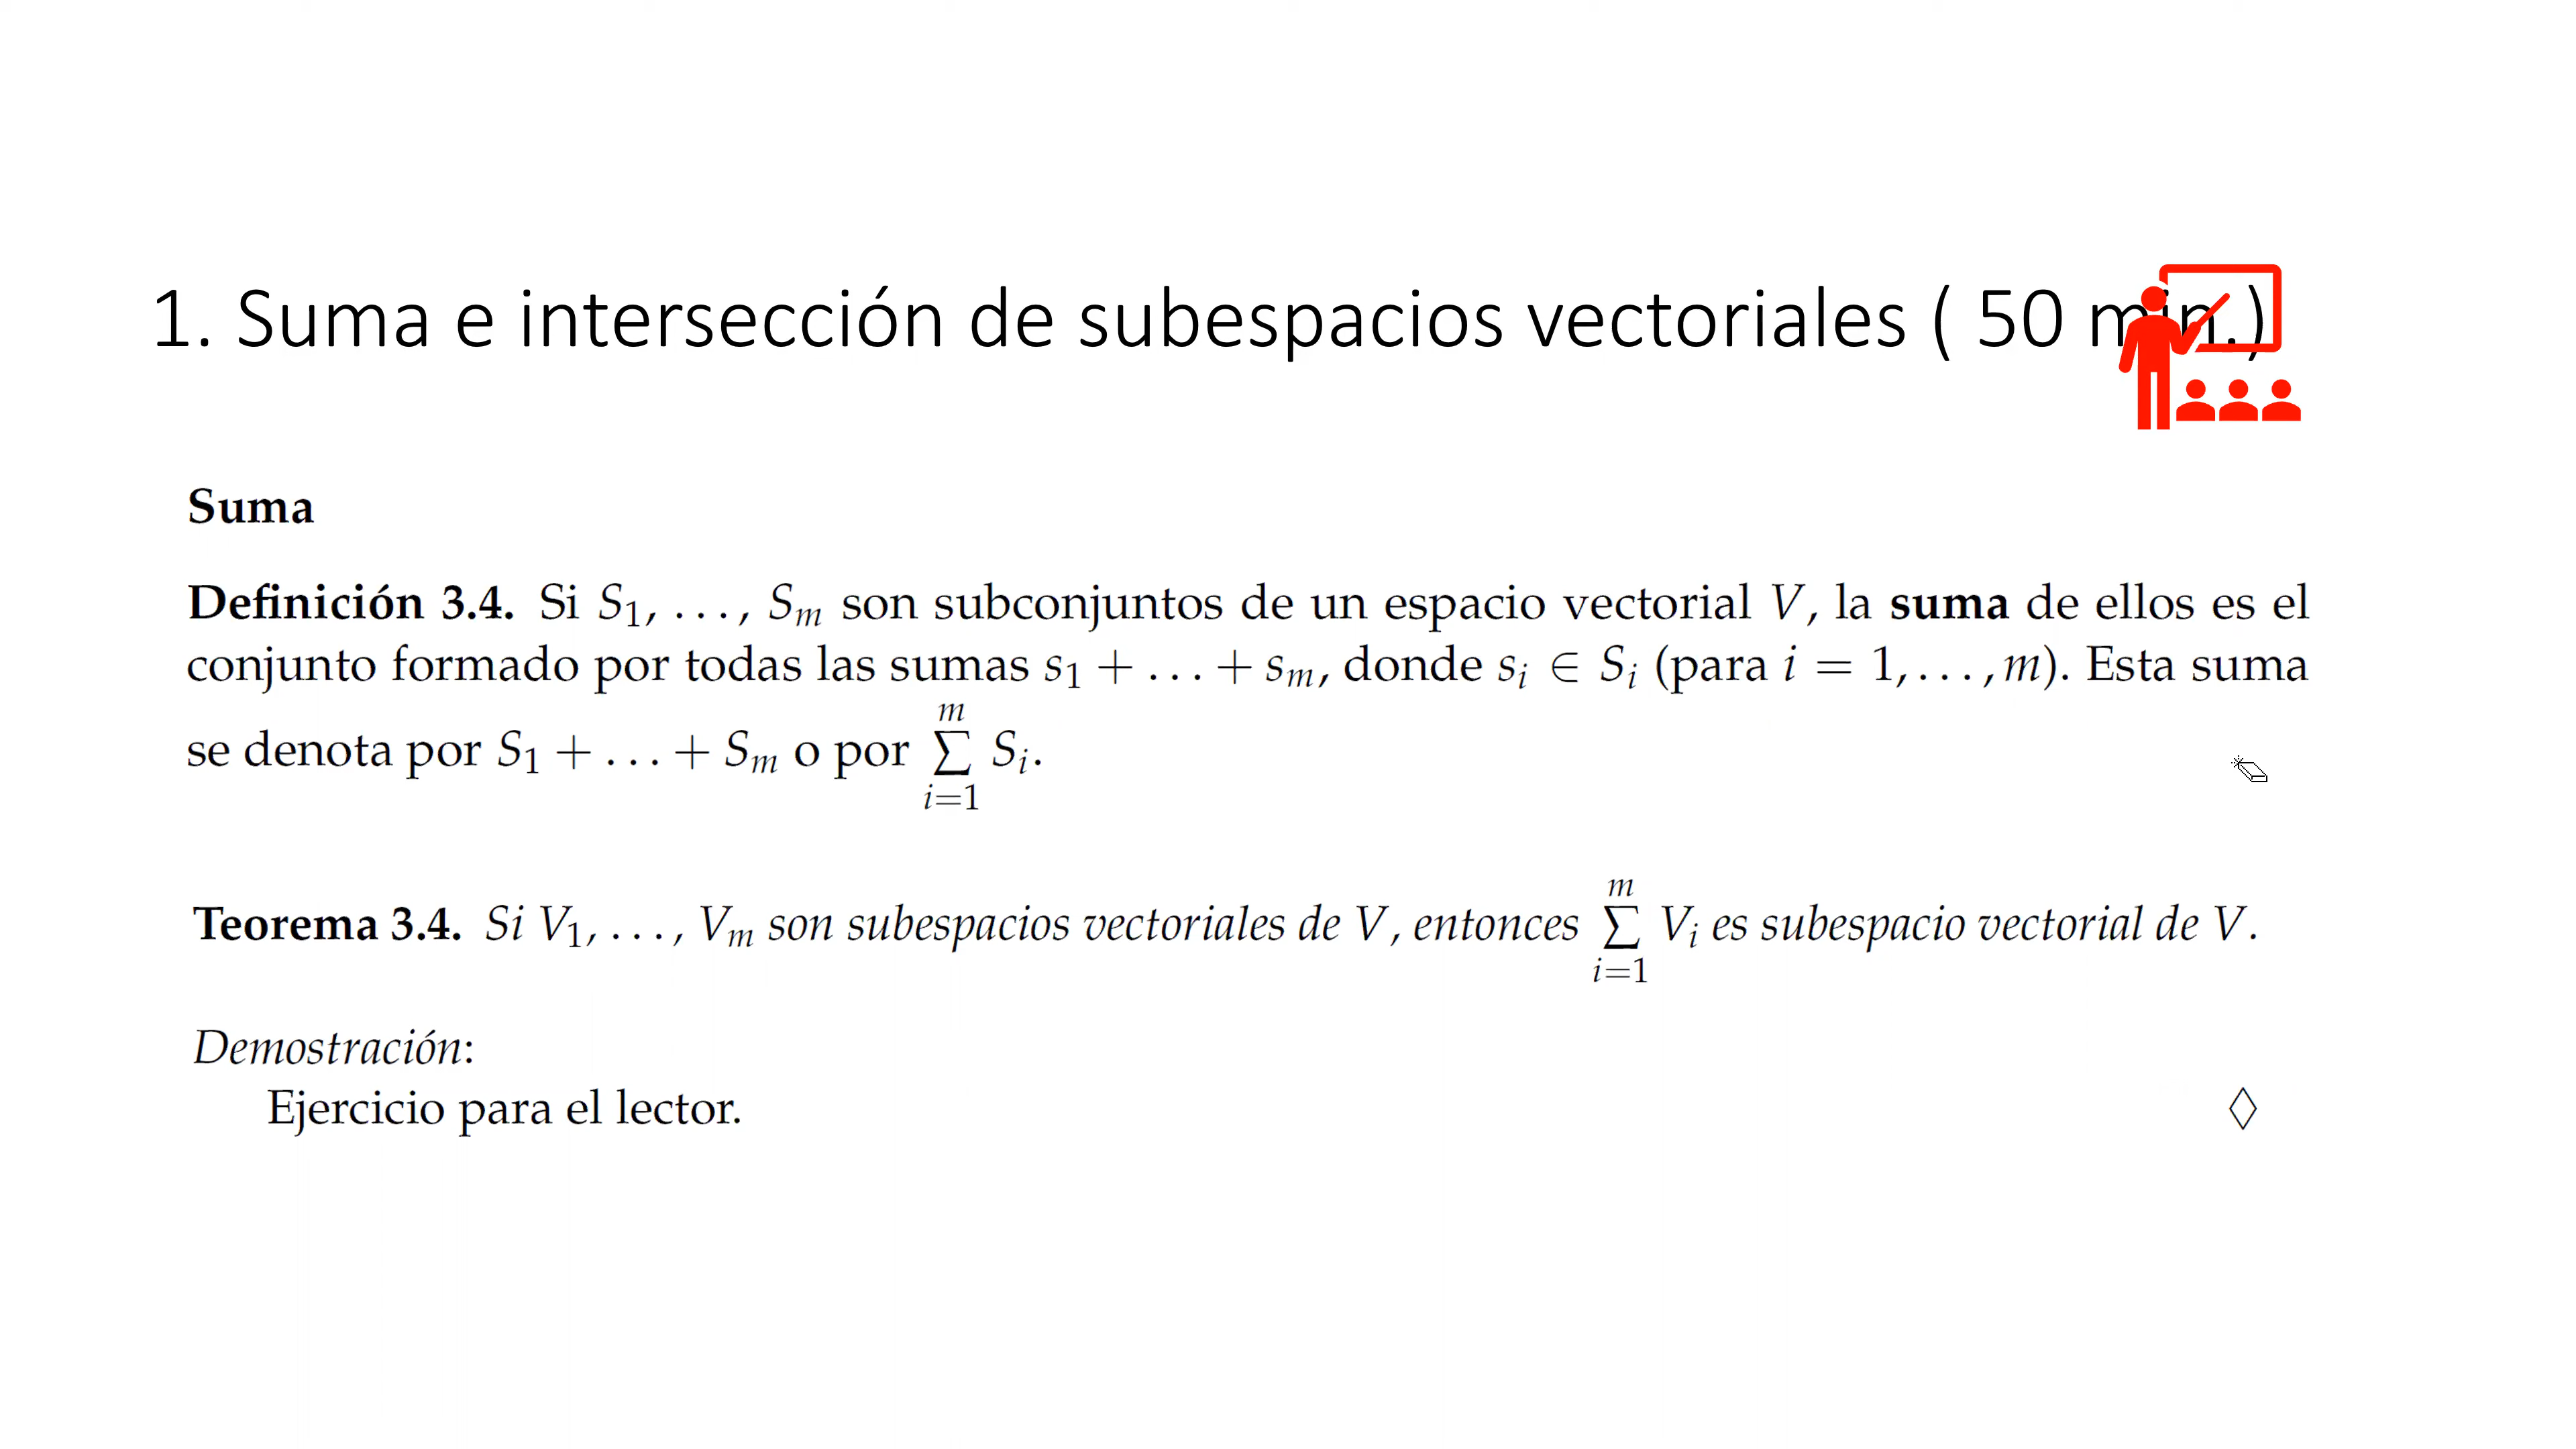 1. Suma e intersección de subespacios vectoriales ( 50 min.)
Suma
Definición 3.4. Si S₁, . . . , Sₘ son subconjuntos de un espacio vectorial V, la suma de ellos es el
conjunto formado por todas las sumas s₁ + . . . + sₘ, donde sᵢ ∈ Sᵢ (para i = 1, . . . , m). Esta suma
se denota por S₁ + . . . + Sₘ o por ∑_{i=1}^{m} Sᵢ.
Teorema 3.4. Si V₁, . . . , Vₘ son subespacios vectoriales de V, entonces ∑_{i=1}^{m} Vᵢ es subespacio vectorial de V.
Demostración:
Ejercicio para el lector. ◊